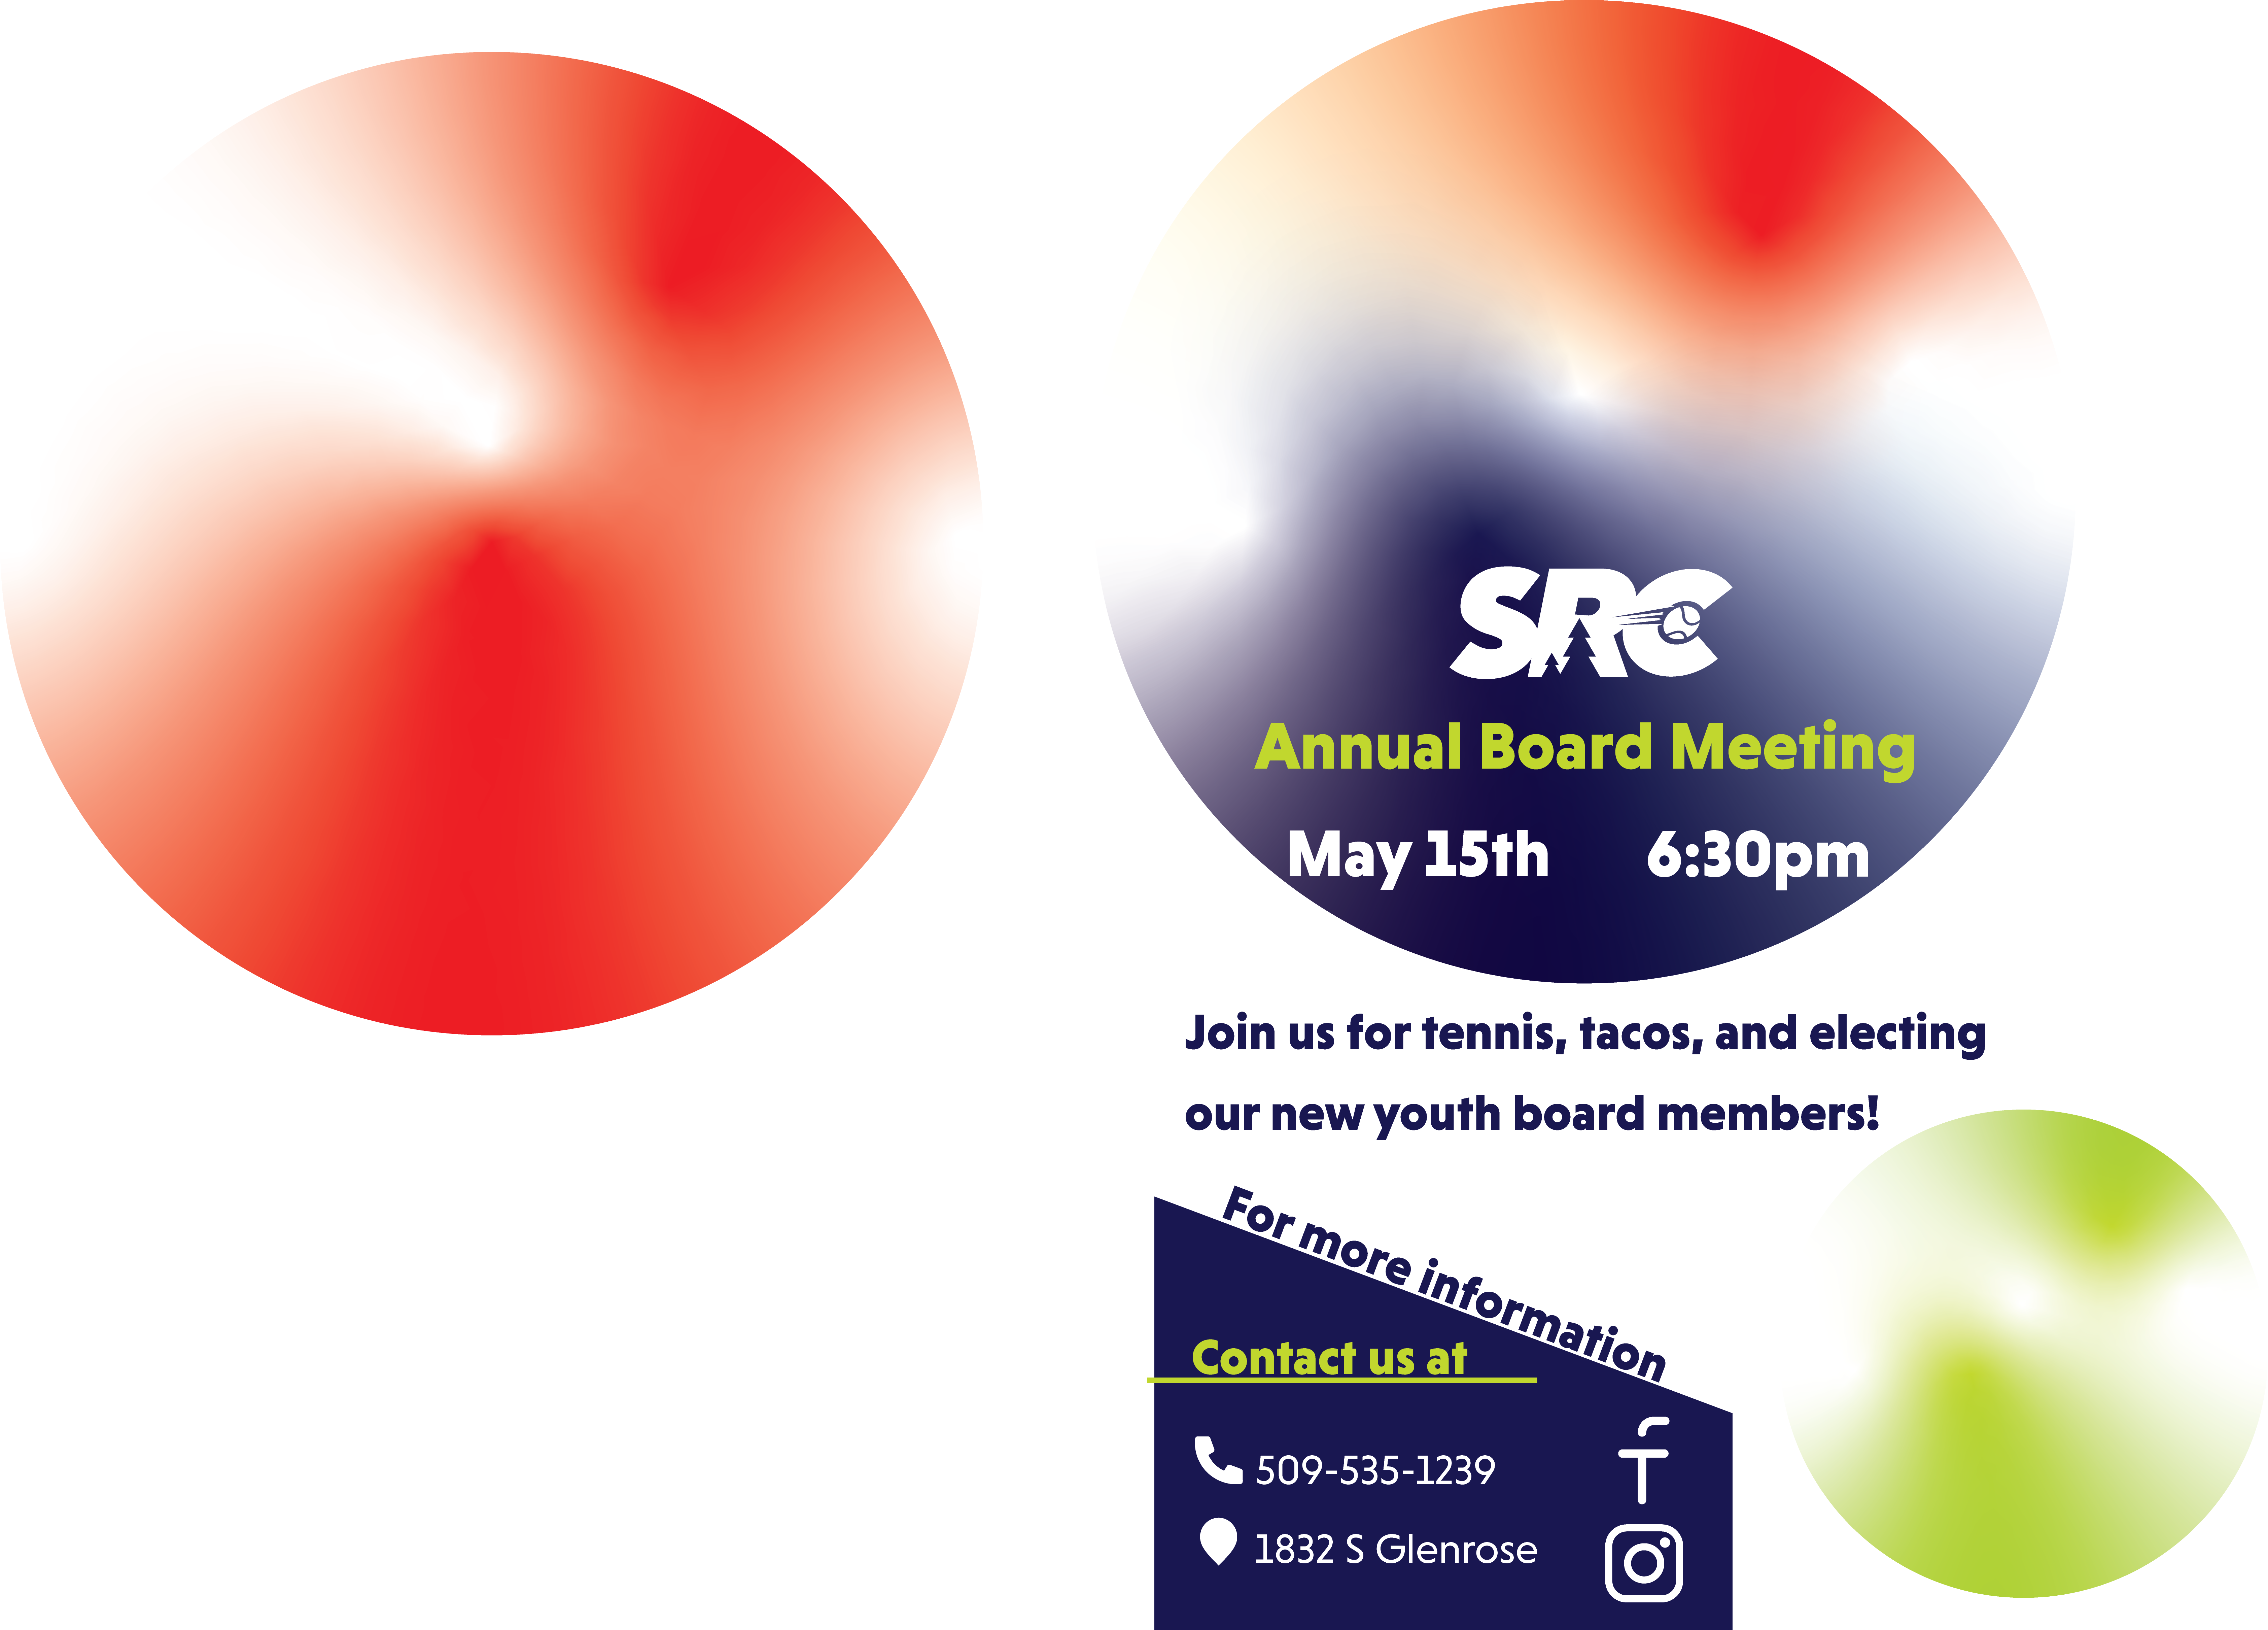 SRC
Annual Board Meeting
May 15th 6:30pm
Join us for tennis, tacos, and electing
our new youth board members!
For more information
Contact us at
509-535-1239
1832 S Glenrose